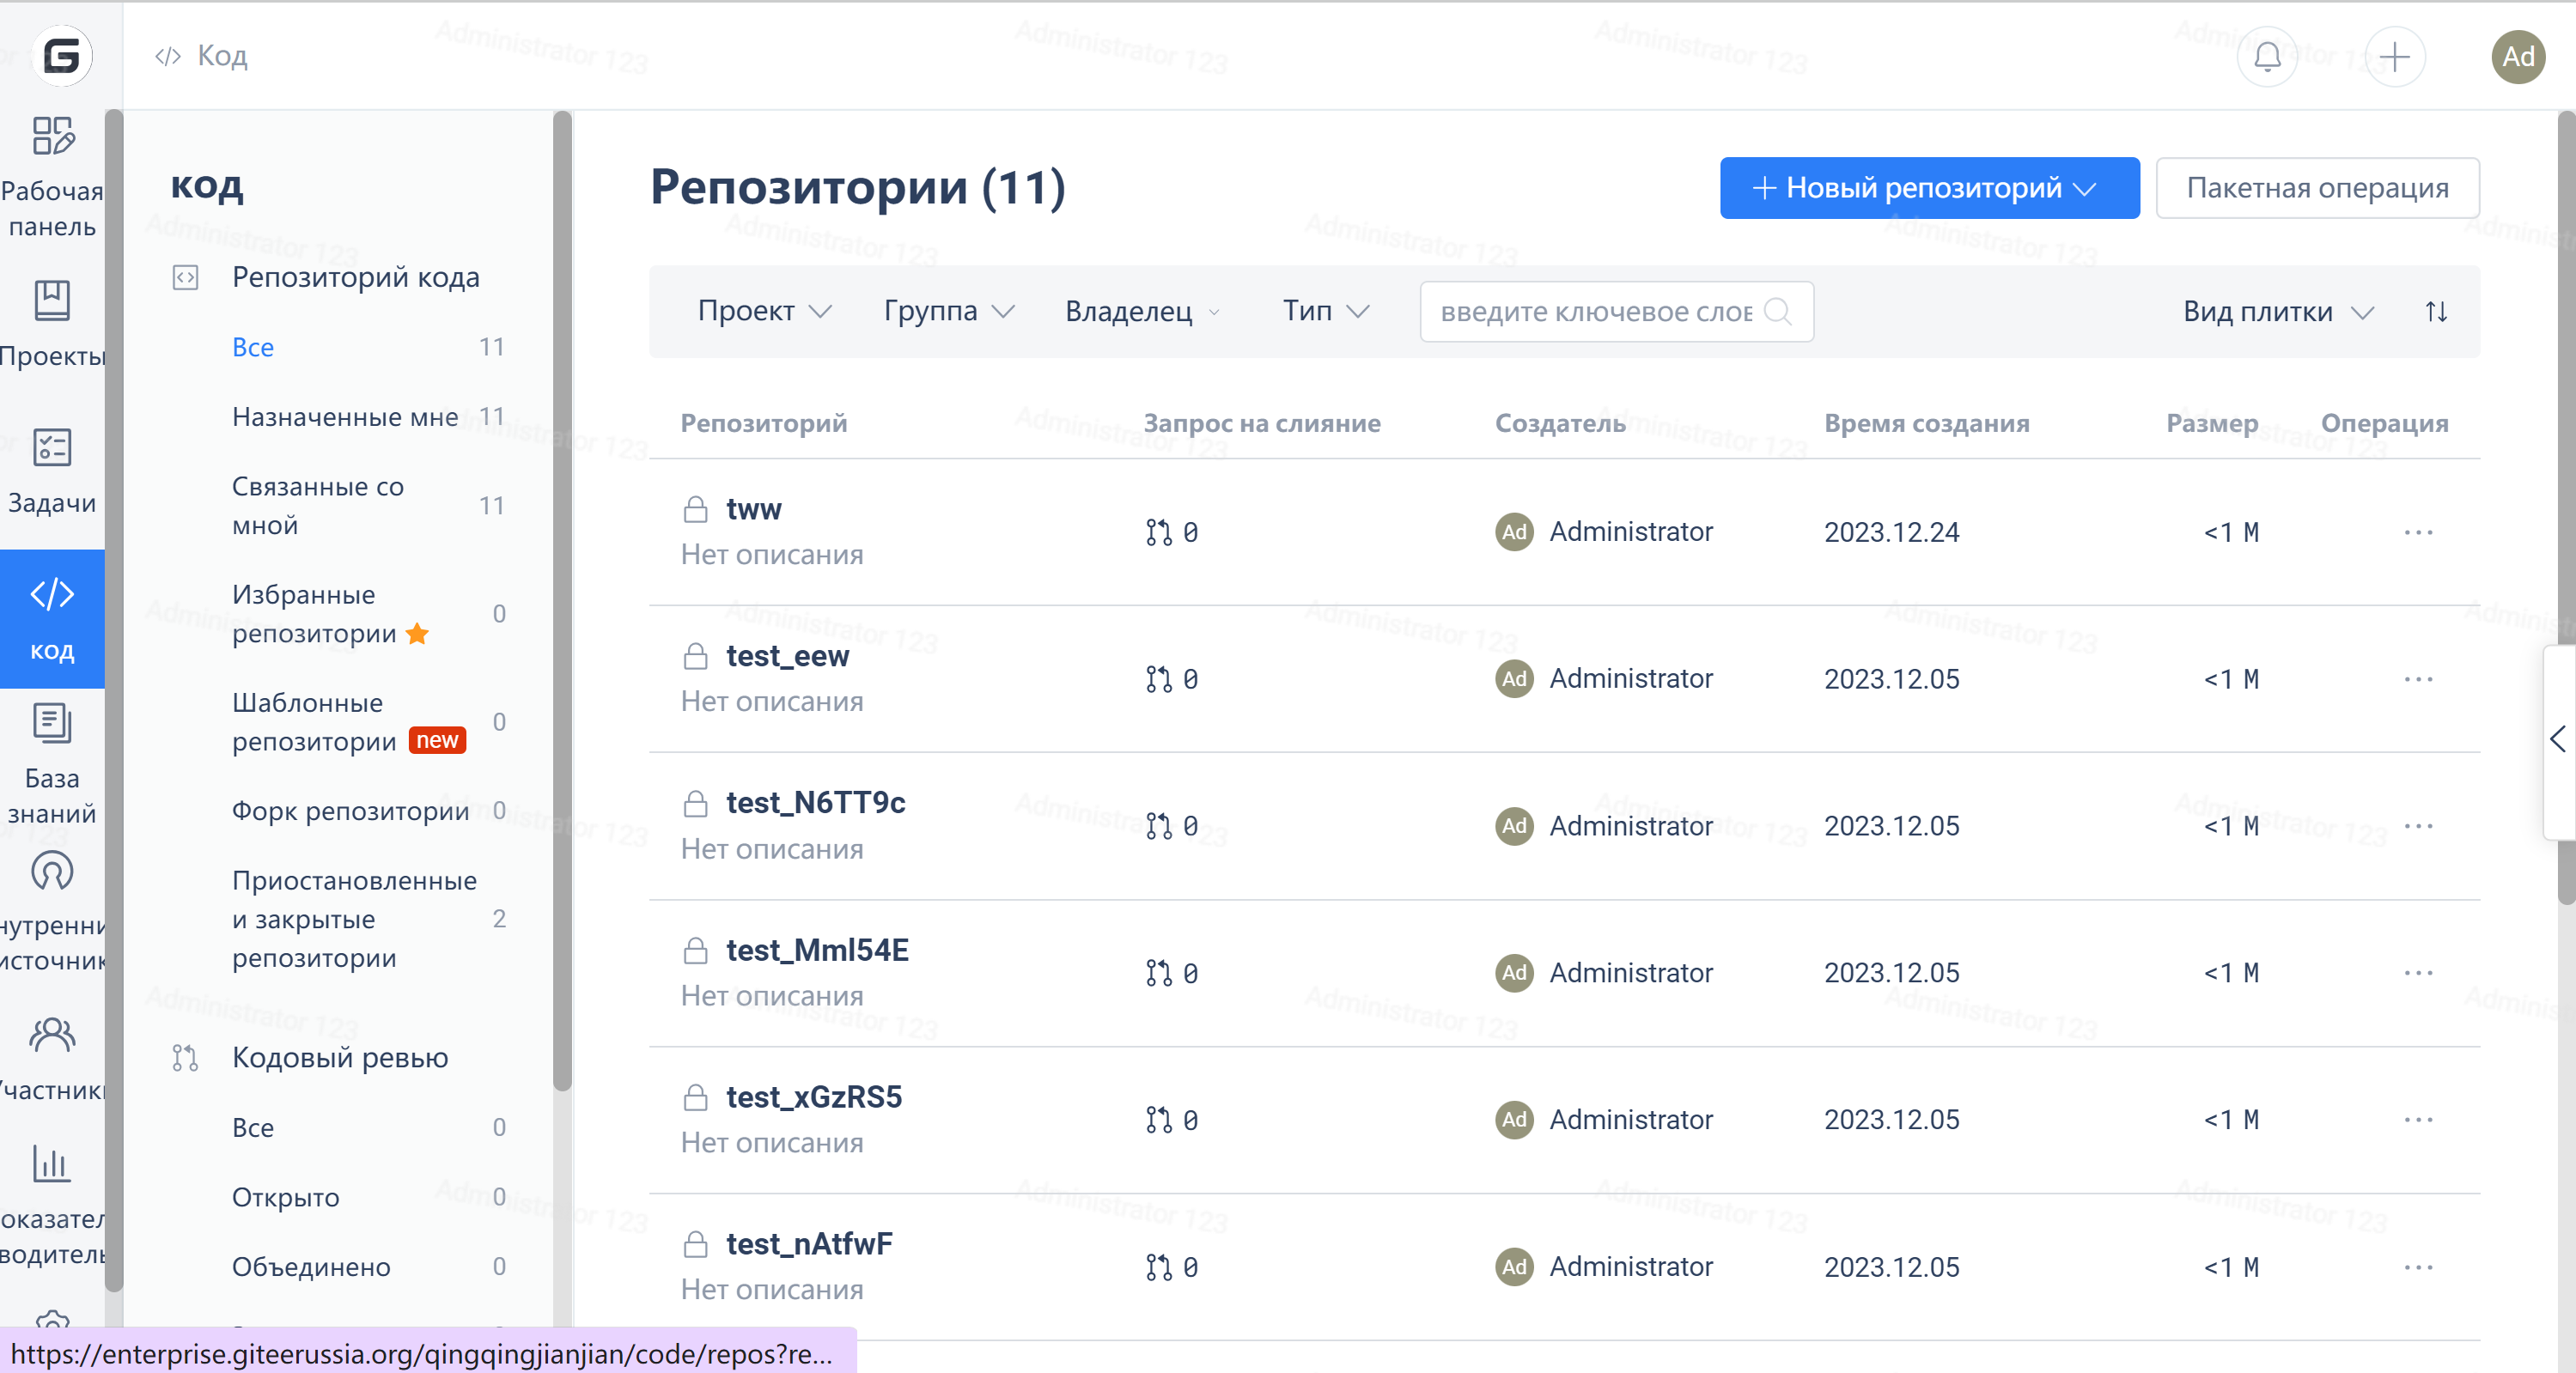 Код
Ad
Рабочая
панель
Проекты
Задачи
код
База
знаний
нутренни
источник
частник
оказател
водитель
код
Репозиторий кода
Все 11
Назначенные мне 11
Связанные со
мной 11
Избранные
репозитории 0
Шаблонные
репозитории new 0
Форк репозитории 0
Приостановленные
и закрытые
репозитории 2
Кодовый ревью
Все 0
Открыто 0
Объединено 0
https://enterprise.giteerussia.org/qingqingjianjian/code/repos?re...
Репозитории (11)
Новый репозиторий
Пакетная операция
Проект Группа Владелец Тип введите ключевое слов Вид плитки
Репозиторий Запрос на слияние Создатель Время создания Размер Операция
tww
Нет описания
0 Ad Administrator 2023.12.24 <1 M ...
test_eew
Нет описания
0 Ad Administrator 2023.12.05 <1 M ...
test_N6TT9c
Нет описания
0 Ad Administrator 2023.12.05 <1 M ...
test_Mml54E
Нет описания
0 Ad Administrator 2023.12.05 <1 M ...
test_xGzRS5
Нет описания
0 Ad Administrator 2023.12.05 <1 M ...
test_nAtfwF
Нет описания
0 Ad Administrator 2023.12.05 <1 M ...
Administrator 123